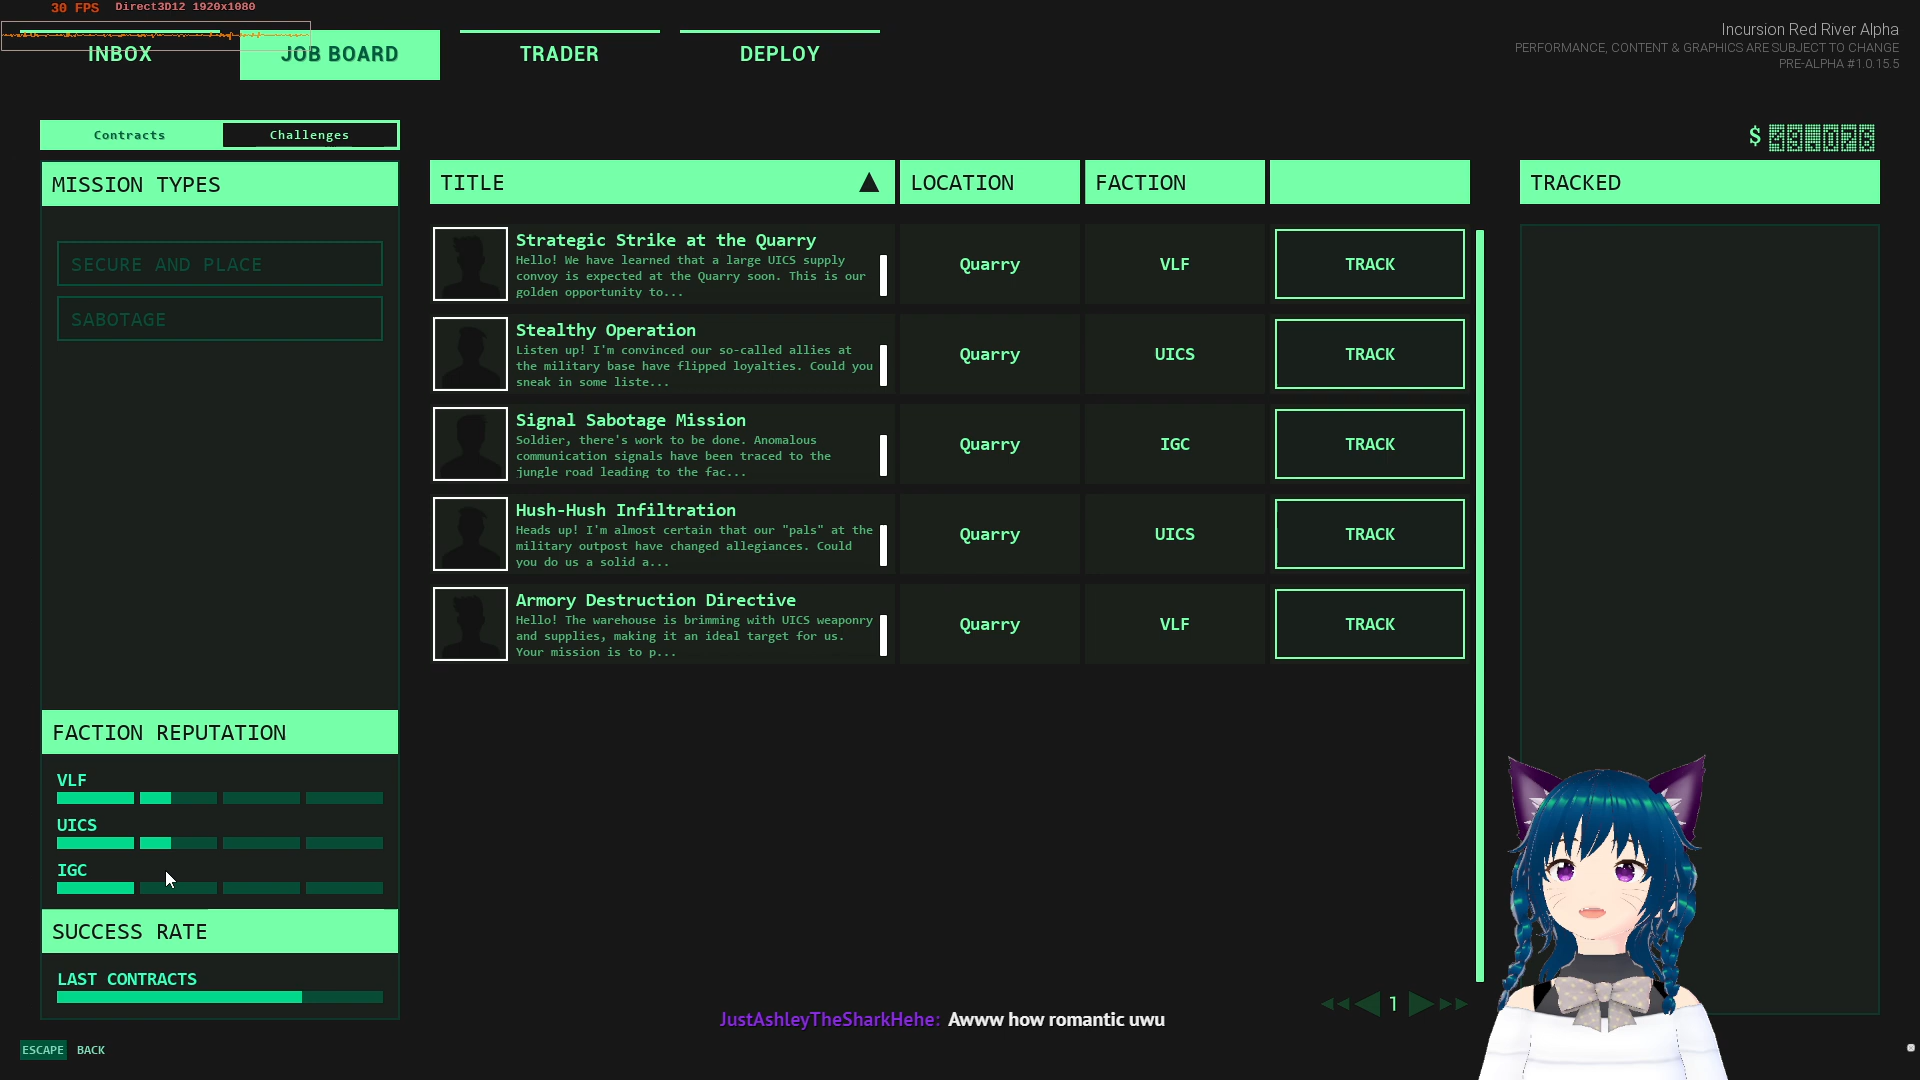 30 FPS Direct3D12 1920x1080
INBOX
JOB BOARD
TRADER
DEPLOY
Incursion Red River Alpha
PERFORMANCE, CONTENT & GRAPHICS ARE SUBJECT TO CHANGE
PRE-ALPHA #1.0.15.5
Contracts
Challenges
$
MISSION TYPES
SECURE AND PLACE
SABOTAGE
TITLE
LOCATION
FACTION
TRACKED
Strategic Strike at the Quarry
Hello! We have learned that a large UICS supply
convoy is expected at the Quarry soon. This is our
golden opportunity to...
Quarry
VLF
TRACK
Stealthy Operation
Listen up! I'm convinced our so-called allies at
the military base have flipped loyalties. Could you
sneak in some liste...
Quarry
UICS
TRACK
Signal Sabotage Mission
Soldier, there's work to be done. Anomalous
communication signals have been traced to the
jungle road leading to the fac...
Quarry
IGC
TRACK
Hush-Hush Infiltration
Heads up! I'm almost certain that our "pals" at the
military outpost have changed allegiances. Could
you do us a solid a...
Quarry
UICS
TRACK
Armory Destruction Directive
Hello! The warehouse is brimming with UICS weaponry
and supplies, making it an ideal target for us.
Your mission is to p...
Quarry
VLF
TRACK
FACTION REPUTATION
VLF
UICS
IGC
SUCCESS RATE
LAST CONTRACTS
1
JustAshleyTheSharkHehe: Awww how romantic uwu
ESCAPE BACK